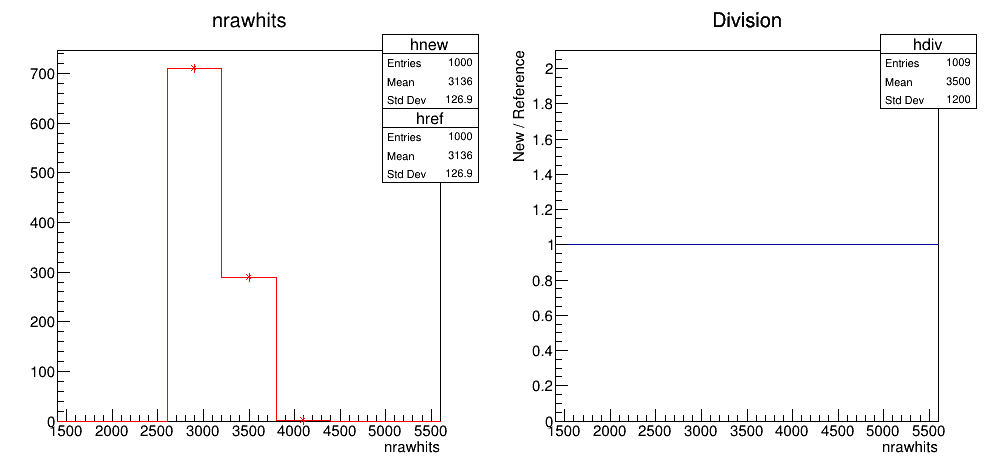 nrawhits
hnew
Entries 1000
Mean 3136
Std Dev 126.9
href
Entries 1000
Mean 3136
Std Dev 126.9
700
600
500
400
300
200
100
0
1500 2000 2500 3000 3500 4000 4500 5000 5500
nrawhits
Division
hdiv
Entries 1009
Mean 3500
Std Dev 1200
New / Reference
2
1.8
1.6
1.4
1.2
1
0.8
0.6
0.4
0.2
0
1500 2000 2500 3000 3500 4000 4500 5000 5500
nrawhits